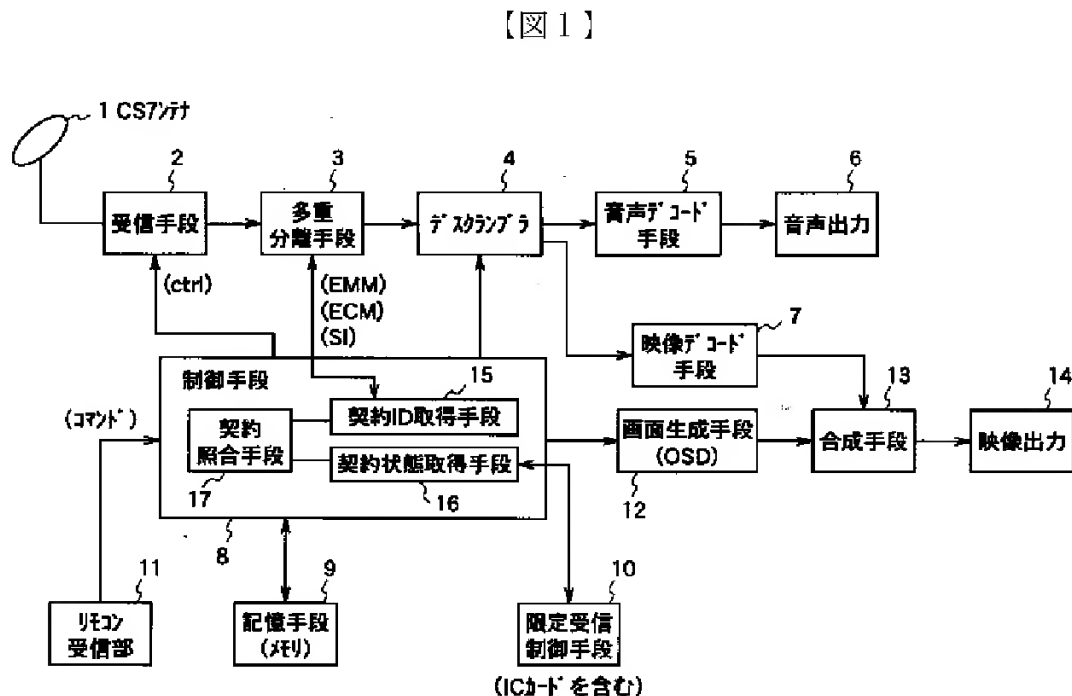 【図１】
1 CSｱﾝﾃﾅ
2
3
4
5
6
受信手段
多重
分離手段
ﾃﾞｽｸﾗﾝﾌﾞﾗ
音声ﾃﾞｺｰﾄﾞ
手段
音声出力
(ctrl)
(EMM)
(ECM)
(SI)
7
映像ﾃﾞｺｰﾄﾞ
手段
制御手段
15
13
14
(ｺﾏﾝﾄﾞ)
契約
照合手段
契約ID取得手段
契約状態取得手段
画面生成手段
(OSD)
合成手段
映像出力
17
16
12
8
11
9
10
ﾘﾓｺﾝ
受信部
記憶手段
(ﾒﾓﾘ)
限定受信
制御手段
(ICｶｰﾄﾞを含む)